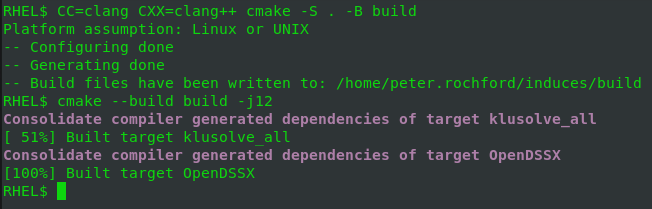 RHEL$ CC=clang CXX=clang++ cmake -S . -B build
Platform assumption: Linux or UNIX
-- Configuring done
-- Generating done
-- Build files have been written to: /home/peter.rochford/induces/build
RHEL$ cmake --build build -j12
Consolidate compiler generated dependencies of target klusolve_all
[ 51%] Built target klusolve_all
Consolidate compiler generated dependencies of target OpenDSSX
[100%] Built target OpenDSSX
RHEL$